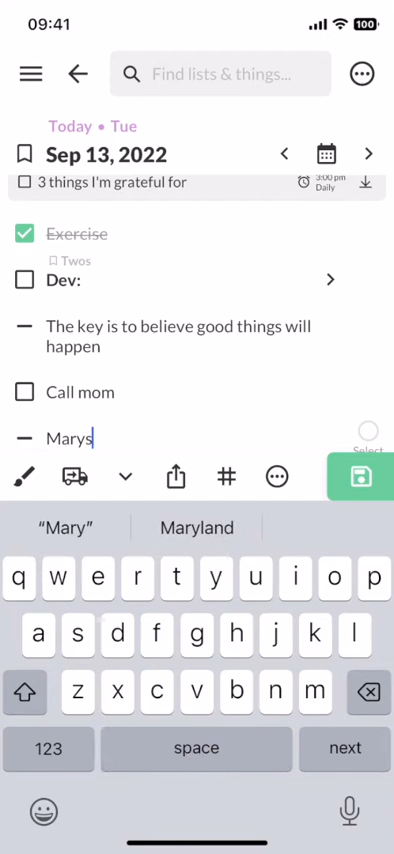 09:41
100
Find lists & things...
Today • Tue
Sep 13, 2022
3 things I'm grateful for
3:00 pm
Daily
Exercise
Twos
Dev:
The key is to believe good things will
happen
Call mom
Marys
Select
#
“Mary”
Maryland
q w e r t y u i o p
a s d f g h j k l
z x c v b n m
123
space
next